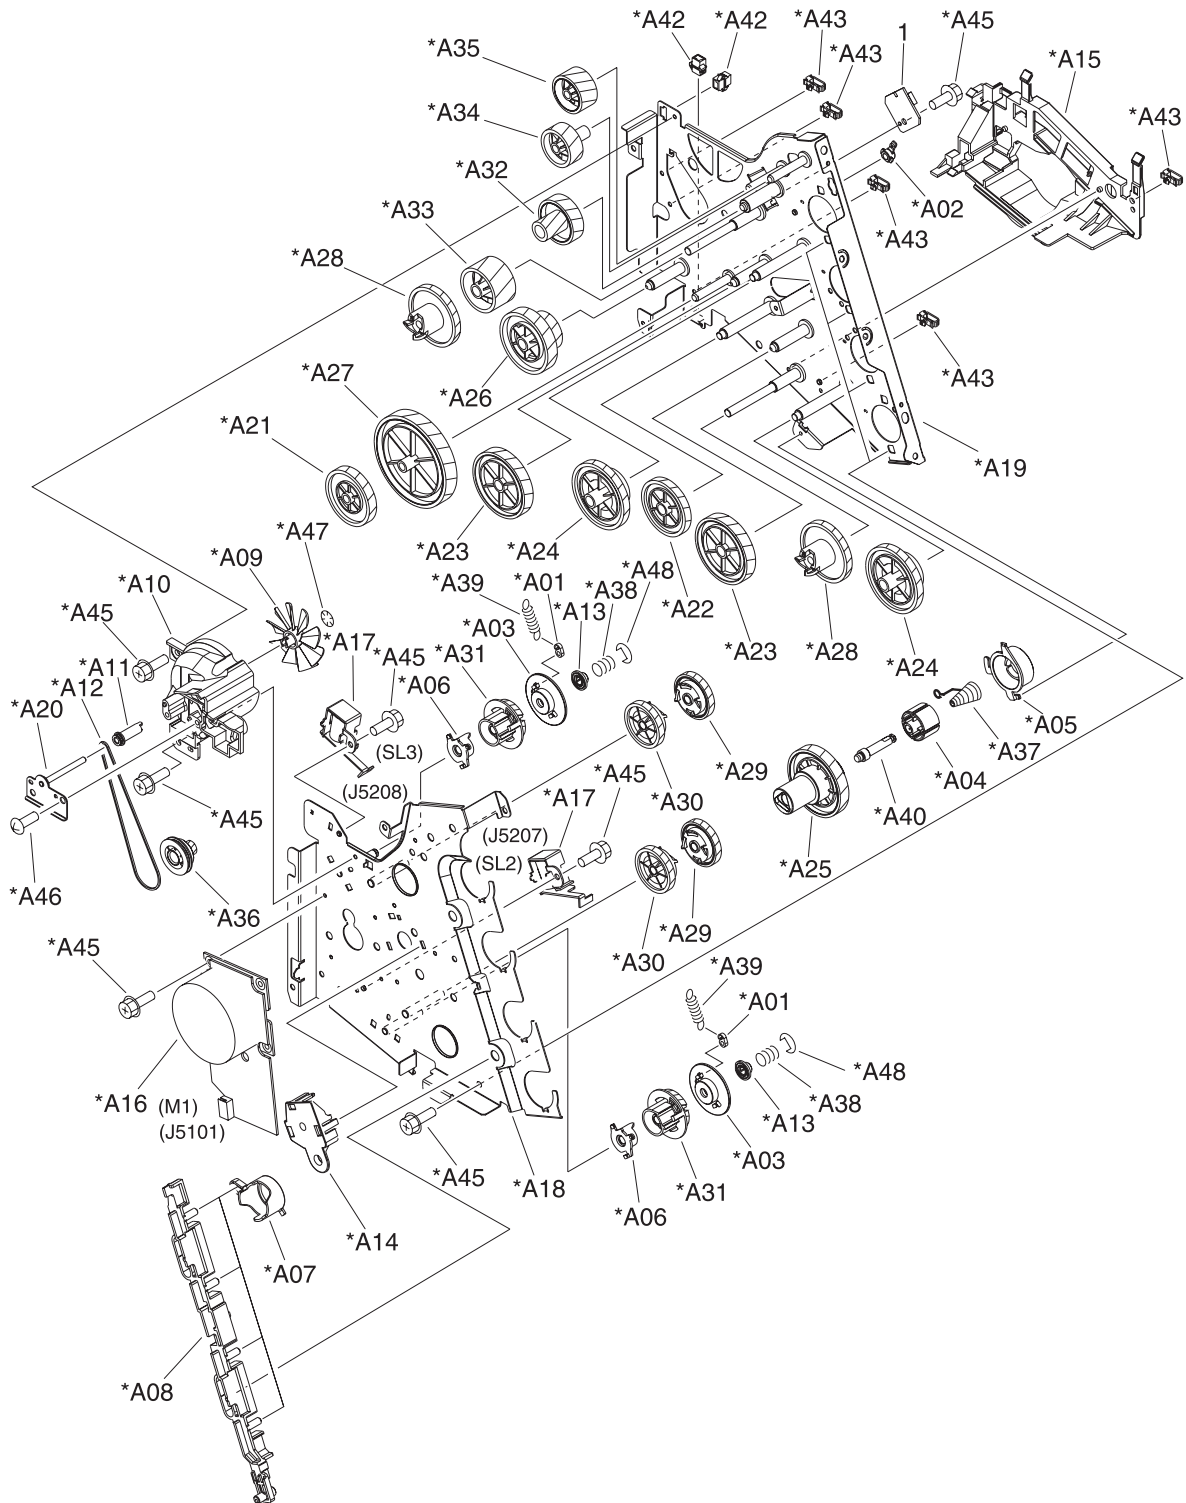 *A42
*A42
*A43
1
*A45
*A35
*A43
*A15
*A34
*A43
*A32
*A33
*A02
*A28
*A43
*A27
*A26
*A43
*A21
*A19
*A47
*A09
*A23
*A24
*A01
*A48
*A10
*A39
*A38
*A22
*A45
*A13
*A17
*A03
*A23
*A28
*A24
*A11
*A45
*A31
*A12
*A06
*A20
*A05
(SL3)
*A37
*A29
*A04
(J5208)
*A45
*A30
*A17
*A40
*A45
(J5207)
(SL2)
*A25
*A46
*A36
*A29
*A45
*A30
*A39
*A01
*A48
*A16
(M1)
(J5101)
*A38
*A13
*A03
*A45
*A18
*A31
*A06
*A14
*A07
*A08